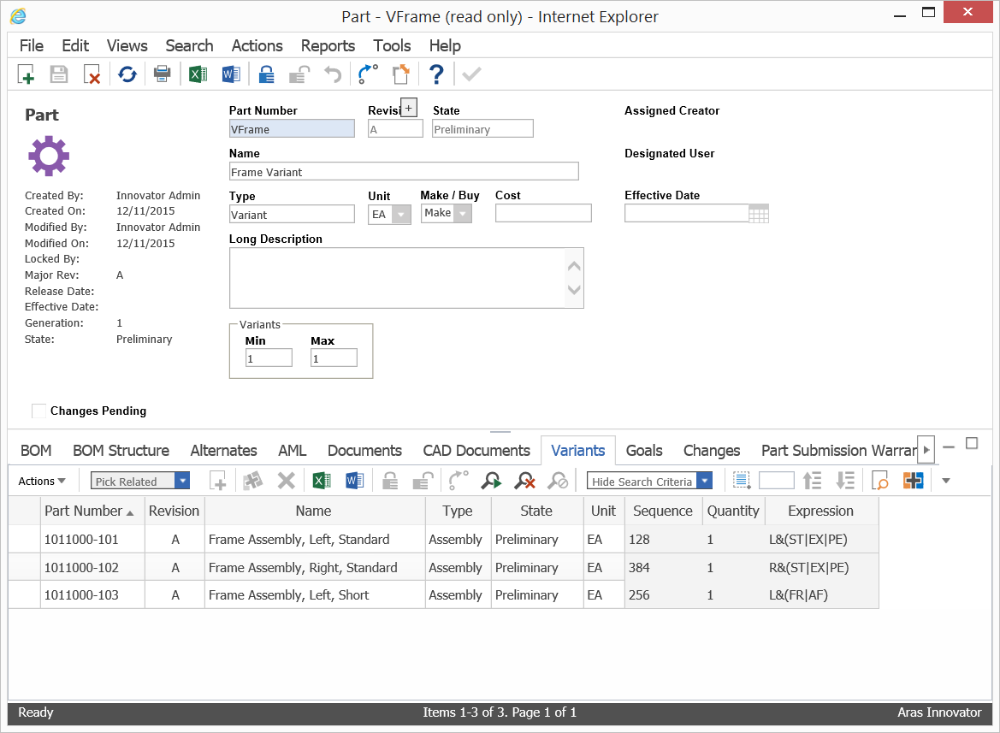 Part - VFrame (read only) - Internet Explorer
File Edit Views Search Actions Reports Tools Help
Part
Part Number Revisi + State Assigned Creator
VFrame A Preliminary
Name Designated User
Frame Variant
Created By: Innovator Admin
Created On: 12/11/2015
Modified By: Innovator Admin
Modified On: 12/11/2015
Locked By:
Major Rev: A
Release Date:
Effective Date:
Generation: 1
State: Preliminary
Type Unit Make / Buy Cost Effective Date
Variant EA Make
Long Description
Variants
Min Max
1 1
Changes Pending
BOM BOM Structure Alternates AML Documents CAD Documents Variants Goals Changes Part Submission Warrar
Actions Pick Related Hide Search Criteria
Part Number Revision Name Type State Unit Sequence Quantity Expression
1011000-101 A Frame Assembly, Left, Standard Assembly Preliminary EA 128 1 L&(ST|EX|PE)
1011000-102 A Frame Assembly, Right, Standard Assembly Preliminary EA 384 1 R&(ST|EX|PE)
1011000-103 A Frame Assembly, Left, Short Assembly Preliminary EA 256 1 L&(FR|AF)
Ready Items 1-3 of 3. Page 1 of 1 Aras Innovator